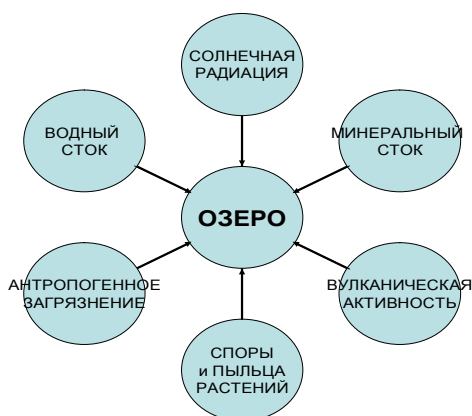 СОЛНЕЧНАЯ
РАДИАЦИЯ
ВОДНЫЙ
СТОК
МИНЕРАЛЬНЫЙ
СТОК
ОЗЕРО
АНТРОПОГЕННОЕ
ЗАГРЯЗНЕНИЕ
ВУЛКАНИЧЕСКАЯ
АКТИВНОСТЬ
СПОРЫ
и ПЫЛЬЦА
РАСТЕНИЙ